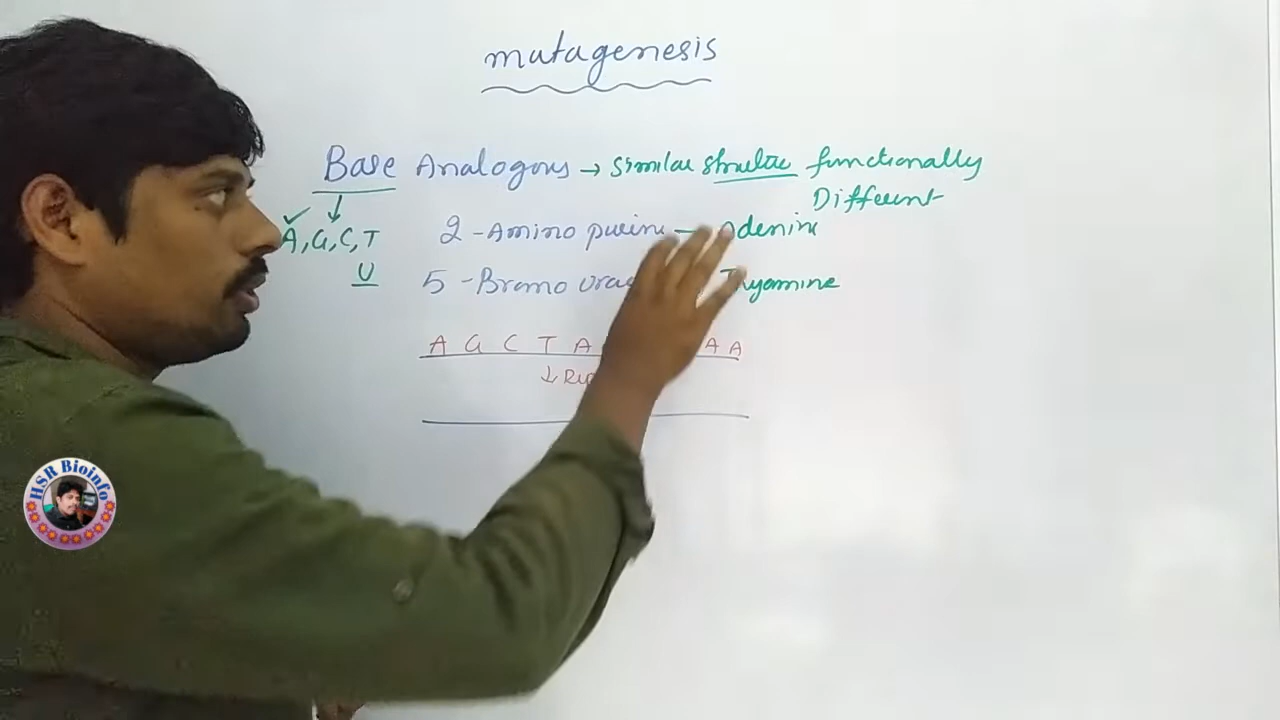 mutagenesis
Base Analogous → similar structure functionally
Different
A, G, C, T 2-Amino purine - Adenine
U 5-Bromo Thyamine
A G C T A A A
↓
HSR Bioinfo